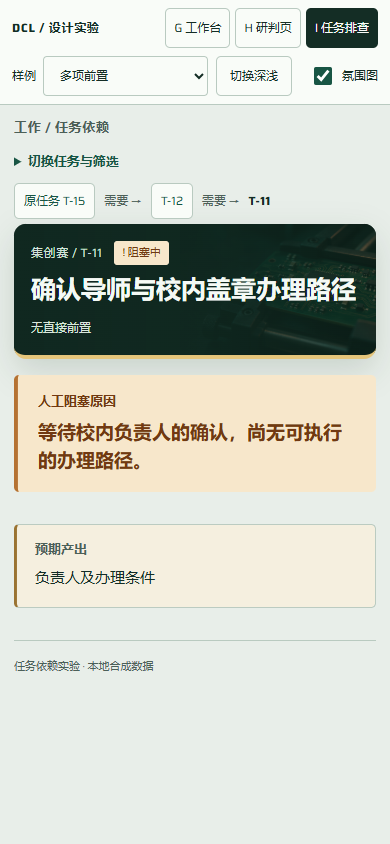 DCL / 设计实验
G 工作台
H 研判页
I 任务排查
样例
多项前置
切换深浅
氛围图
工作 / 任务依赖
切换任务与筛选
原任务 T-15
需要→
T-12
需要→
T-11
集创赛 / T-11
! 阻塞中
确认导师与校内盖章办理路径
无直接前置
人工阻塞原因
等待校内负责人的确认，尚无可执行
的办理路径。
预期产出
负责人及办理条件
任务依赖实验 · 本地合成数据